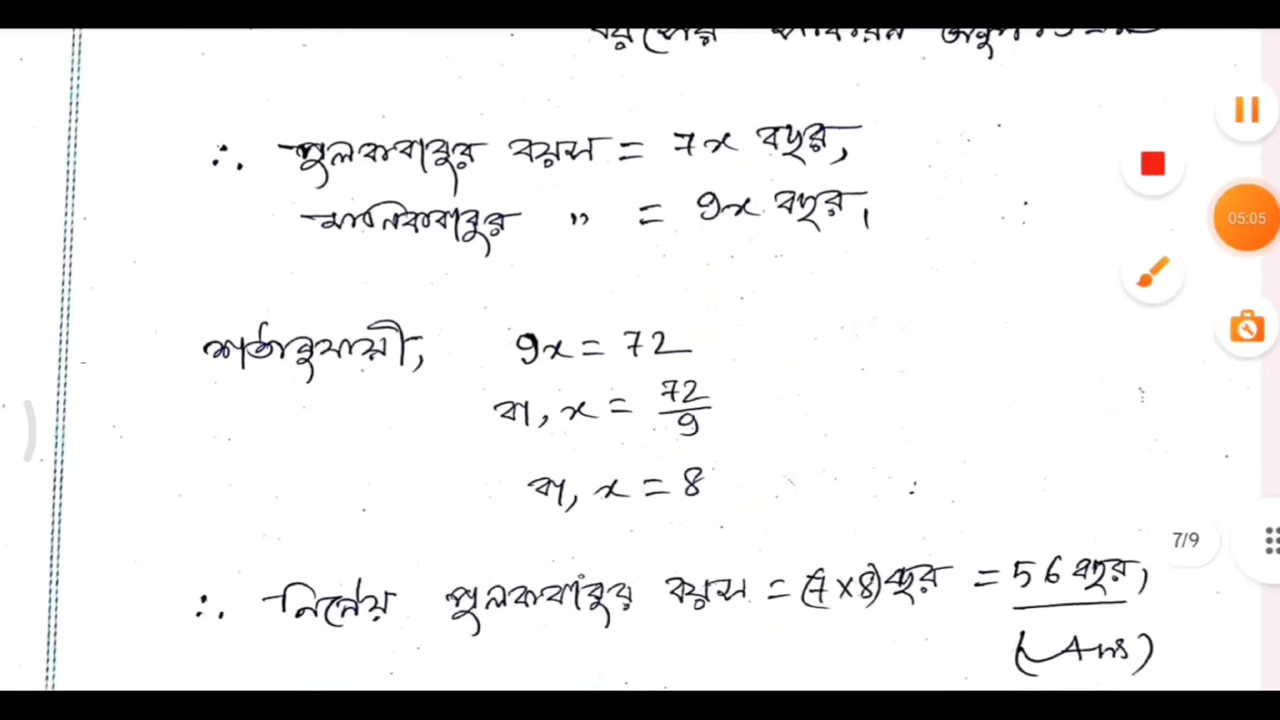 ∴ পুলকবাবুর বয়স = 7x বছর,
মানিকবাবুর " = 9x বছর,
05:05
শর্তানুযায়ী, 9x = 72
বা, x = 72/9
বা, x = 8
7/9
∴ নির্ণেয় পুলকবাবুর বয়স = (7 × 8) বছর = 56 বছর,
(Ans)